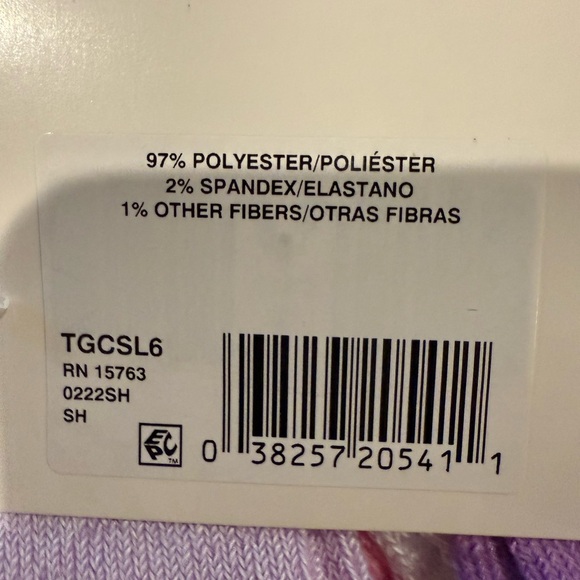 97% POLYESTER/POLIÉSTER
2% SPANDEX/ELASTANO
1% OTHER FIBERS/OTRAS FIBRAS
TGCSL6
RN 15763
0222SH
SH
EPC™
0 38257 20541 1